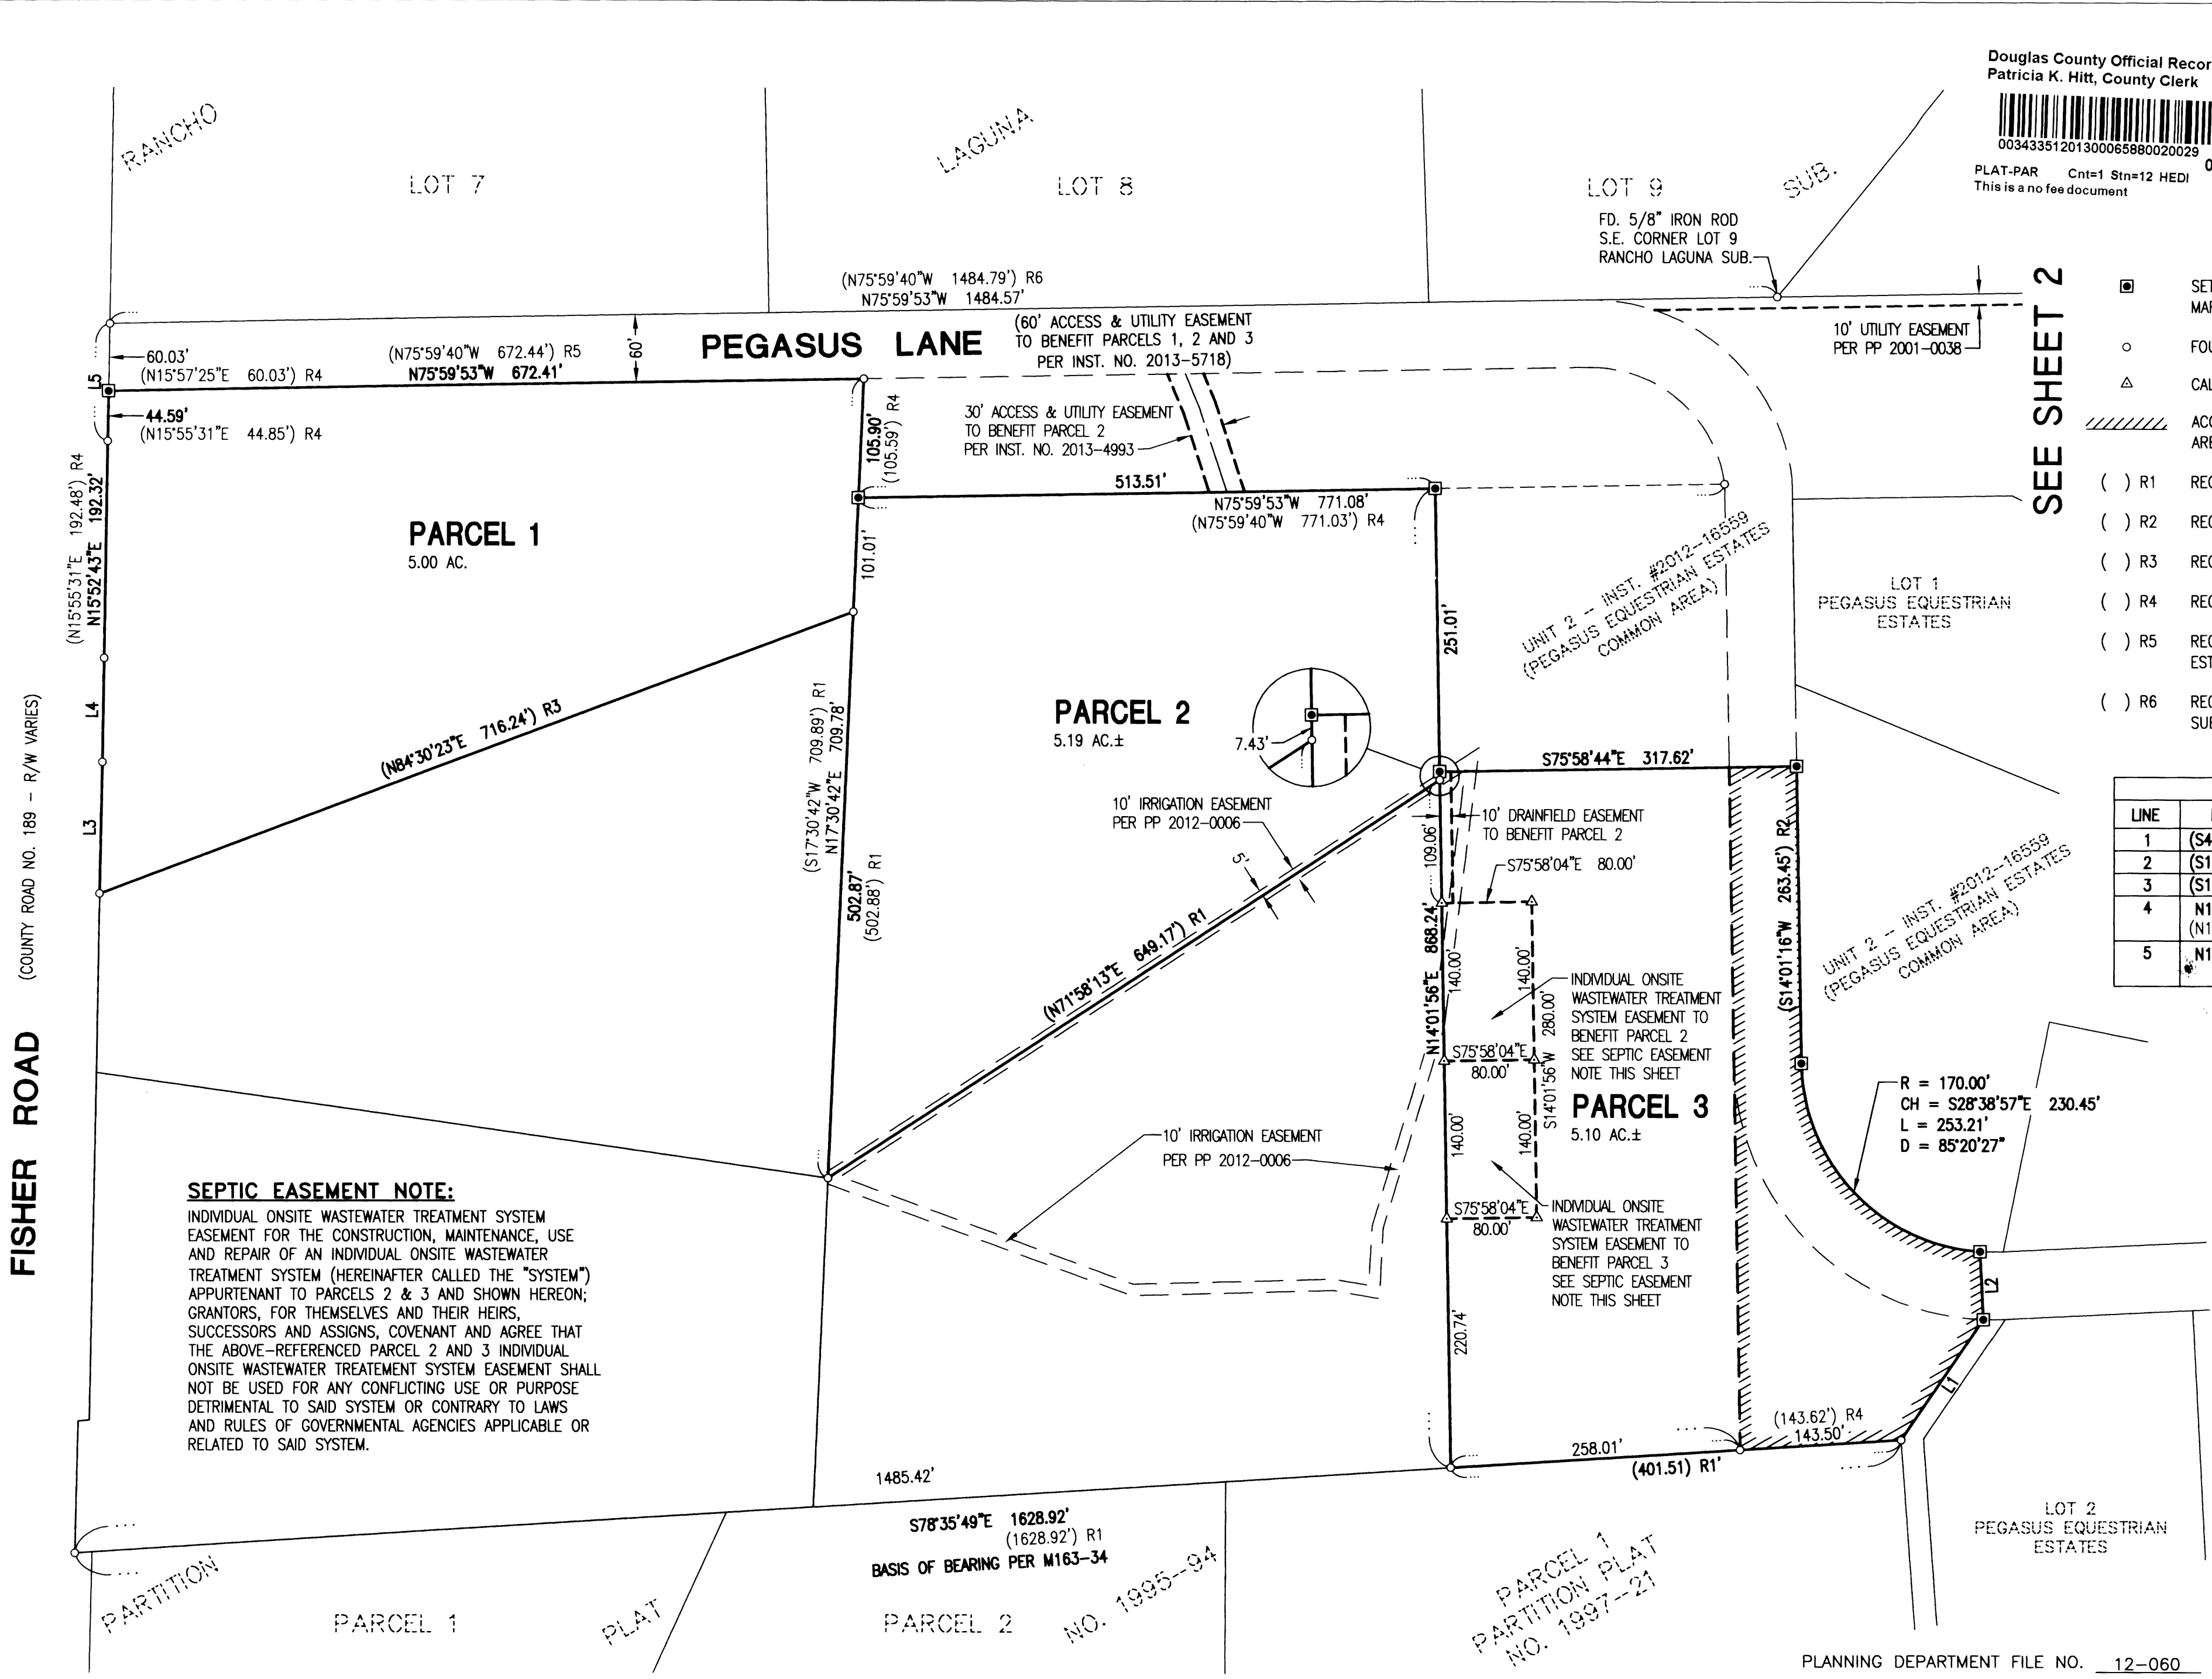 Douglas County Official Recor
Patricia K. Hitt, County Clerk
00343351201300065880020029
PLAT-PAR Cnt=1 Stn=12 HEDI
This is a no fee document
RANCHO
LAGUNA
SUB.
LOT 7
LOT 8
LOT 9
FD. 5/8" IRON ROD
S.E. CORNER LOT 9
RANCHO LAGUNA SUB.
(N75°59'40"W 1484.79') R6
N75°59'53"W 1484.57'
60.03'
(N15°57'25"E 60.03') R4
(N75°59'40"W 672.44') R5
N75°59'53"W 672.41'
60'
PEGASUS LANE
(60' ACCESS & UTILITY EASEMENT
TO BENEFIT PARCELS 1, 2 AND 3
PER INST. NO. 2013-5718)
10' UTILITY EASEMENT
PER PP 2001-0038
SEE SHEET 2
L5
44.59'
(N15°55'31"E 44.85') R4
105.90'
(105.59') R4
30' ACCESS & UTILITY EASEMENT
TO BENEFIT PARCEL 2
PER INST. NO. 2013-4993
513.51'
N75°59'53"W 771.08'
(N75°59'40"W 771.03') R4
(N15°55'31"E 192.48') R4
N15°52'43"E 192.32'
PARCEL 1
5.00 AC.
101.01'
251.01'
UNIT 2 -- INST. #2012--16559
(PEGASUS EQUESTRIAN ESTATES
COMMON AREA)
LOT 1
PEGASUS EQUESTRIAN
ESTATES
L4
L3
(N84°30'23"E 716.24') R3
(S17°30'42"W 709.89') R1
N17°30'42"E 709.78'
502.87'
(502.88') R1
PARCEL 2
5.19 AC.±
7.43'
S75°58'44"E 317.62'
10' IRRIGATION EASEMENT
PER PP 2012-0006
5'
(N71°58'13"E 649.17') R1
10' DRAINFIELD EASEMENT
TO BENEFIT PARCEL 2
109.06'
S75°58'04"E 80.00'
N14°01'56"E 868.24'
140.00'
140.00'
280.00'
S14°01'56"W
INDIVIDUAL ONSITE
WASTEWATER TREATMENT
SYSTEM EASEMENT TO
BENEFIT PARCEL 2
SEE SEPTIC EASEMENT
NOTE THIS SHEET
S75°58'04"E
80.00'
PARCEL 3
5.10 AC.±
140.00'
140.00'
S75°58'04"E
80.00'
INDIVIDUAL ONSITE
WASTEWATER TREATMENT
SYSTEM EASEMENT TO
BENEFIT PARCEL 3
SEE SEPTIC EASEMENT
NOTE THIS SHEET
220.74'
(S14°01'16"W 263.45') R2
UNIT 2 -- INST. #2012--16559
(PEGASUS EQUESTRIAN ESTATES
COMMON AREA)
R = 170.00'
CH = S28°38'57"E 230.45'
L = 253.21'
D = 85°20'27"
L2
L1
10' IRRIGATION EASEMENT
PER PP 2012-0006
FISHER ROAD (COUNTY ROAD NO. 189 - R/W VARIES)
SEPTIC EASEMENT NOTE:
INDIVIDUAL ONSITE WASTEWATER TREATMENT SYSTEM
EASEMENT FOR THE CONSTRUCTION, MAINTENANCE, USE
AND REPAIR OF AN INDIVIDUAL ONSITE WASTEWATER
TREATMENT SYSTEM (HEREINAFTER CALLED THE "SYSTEM")
APPURTENANT TO PARCELS 2 & 3 AND SHOWN HEREON;
GRANTORS, FOR THEMSELVES AND THEIR HEIRS,
SUCCESSORS AND ASSIGNS, COVENANT AND AGREE THAT
THE ABOVE-REFERENCED PARCEL 2 AND 3 INDIVIDUAL
ONSITE WASTEWATER TREATEMENT SYSTEM EASEMENT SHALL
NOT BE USED FOR ANY CONFLICTING USE OR PURPOSE
DETRIMENTAL TO SAID SYSTEM OR CONTRARY TO LAWS
AND RULES OF GOVERNMENTAL AGENCIES APPLICABLE OR
RELATED TO SAID SYSTEM.
(143.62') R4
143.50'
258.01'
(401.51) R1'
1485.42'
S78°35'49"E 1628.92'
(1628.92') R1
BASIS OF BEARING PER M163-34
PARTITION
PLAT
NO. 1995--94
PARCEL 1
PARCEL 2
PARCEL 1
PARTITION PLAT
NO. 1997--21
LOT 2
PEGASUS EQUESTRIAN
ESTATES
PLANNING DEPARTMENT FILE NO. 12-060
SET
( ) R1
( ) R2
( ) R3
( ) R4
( ) R5
( ) R6
LINE
1 (S4
2 (S1
3 (S1
4 N1
(N1
5 N1